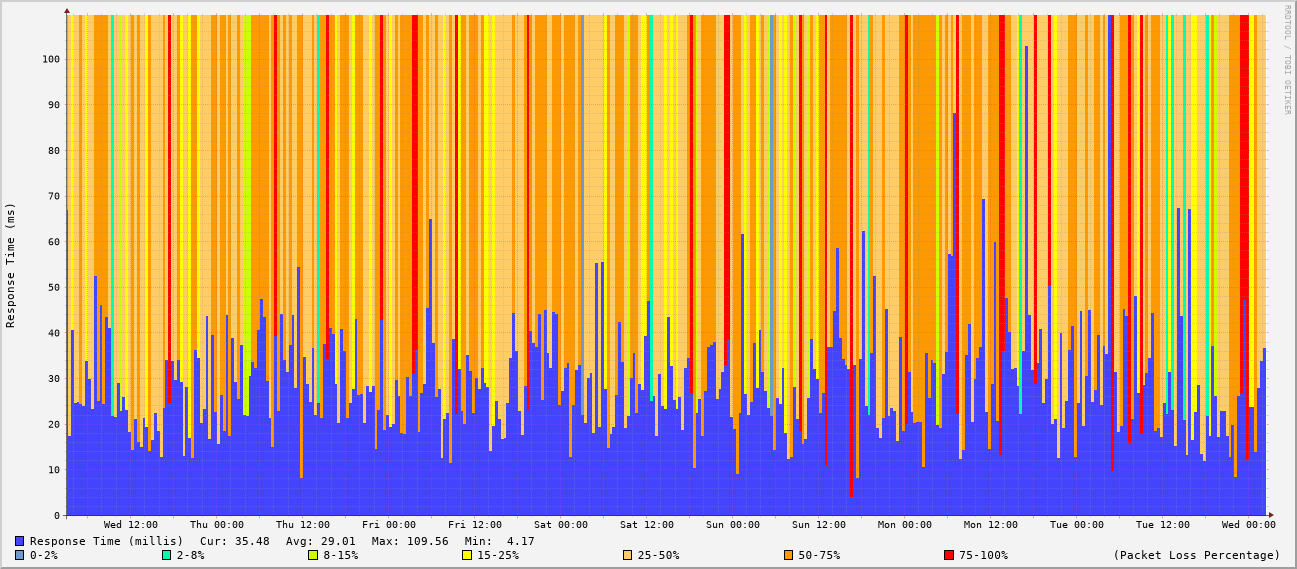 RRDTOOL / TOBI OETIKER
Response Time (ms)
100
90
80
70
60
50
40
30
20
10
0
Wed 12:00 Thu 00:00 Thu 12:00 Fri 00:00 Fri 12:00 Sat 00:00 Sat 12:00 Sun 00:00 Sun 12:00 Mon 00:00 Mon 12:00 Tue 00:00 Tue 12:00 Wed 00:00
Response Time (millis) Cur: 35.48 Avg: 29.01 Max: 109.56 Min: 4.17
0-2% 2-8% 8-15% 15-25% 25-50% 50-75% 75-100% (Packet Loss Percentage)